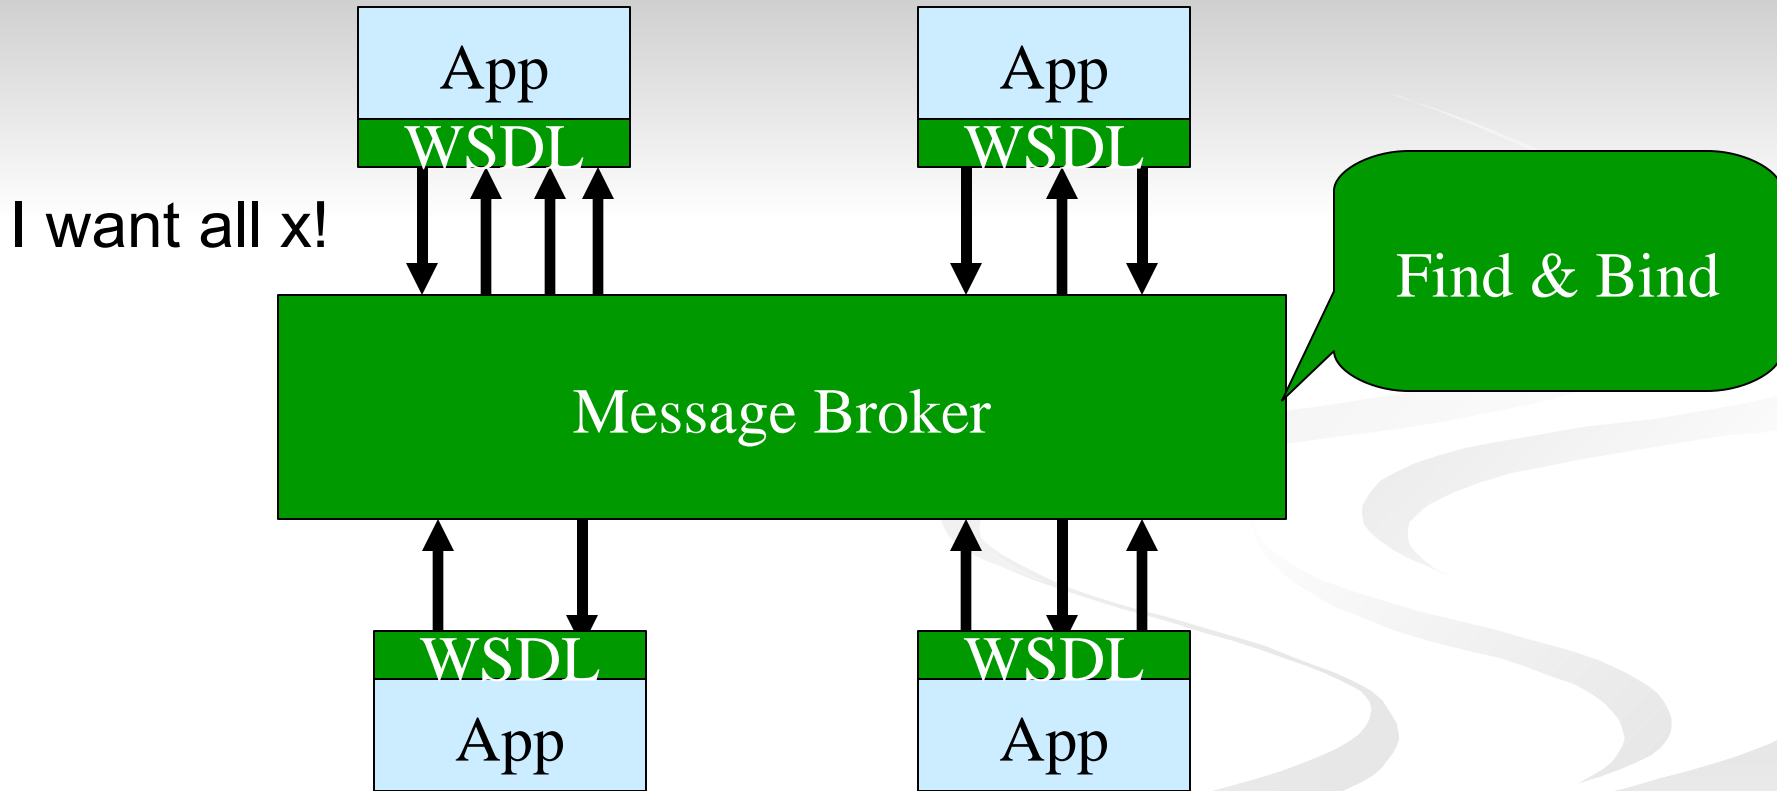 App
App
WSDL
WSDL
I want all x!
Find & Bind
Message Broker
WSDL
WSDL
App
App